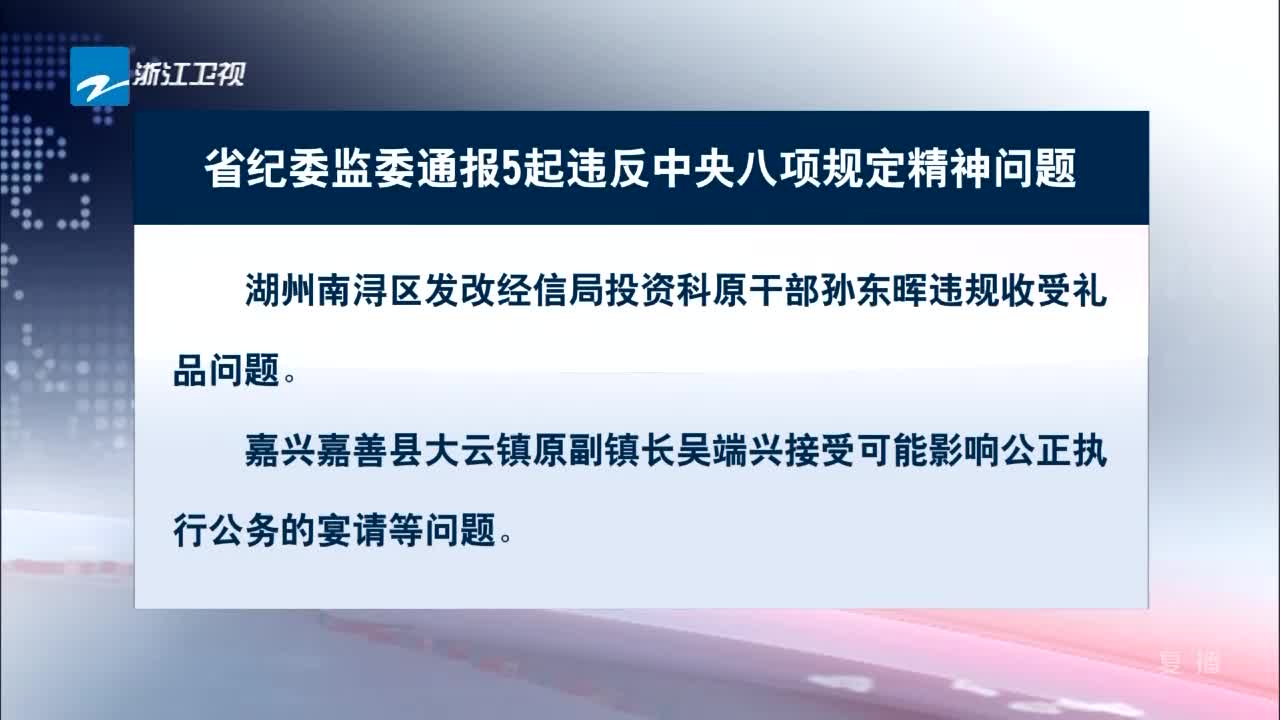 浙江卫视
省纪委监委通报5起违反中央八项规定精神问题
湖州南浔区发改经信局投资科原干部孙东晖违规收受礼
品问题。
嘉兴嘉善县大云镇原副镇长吴端兴接受可能影响公正执
行公务的宴请等问题。
复播